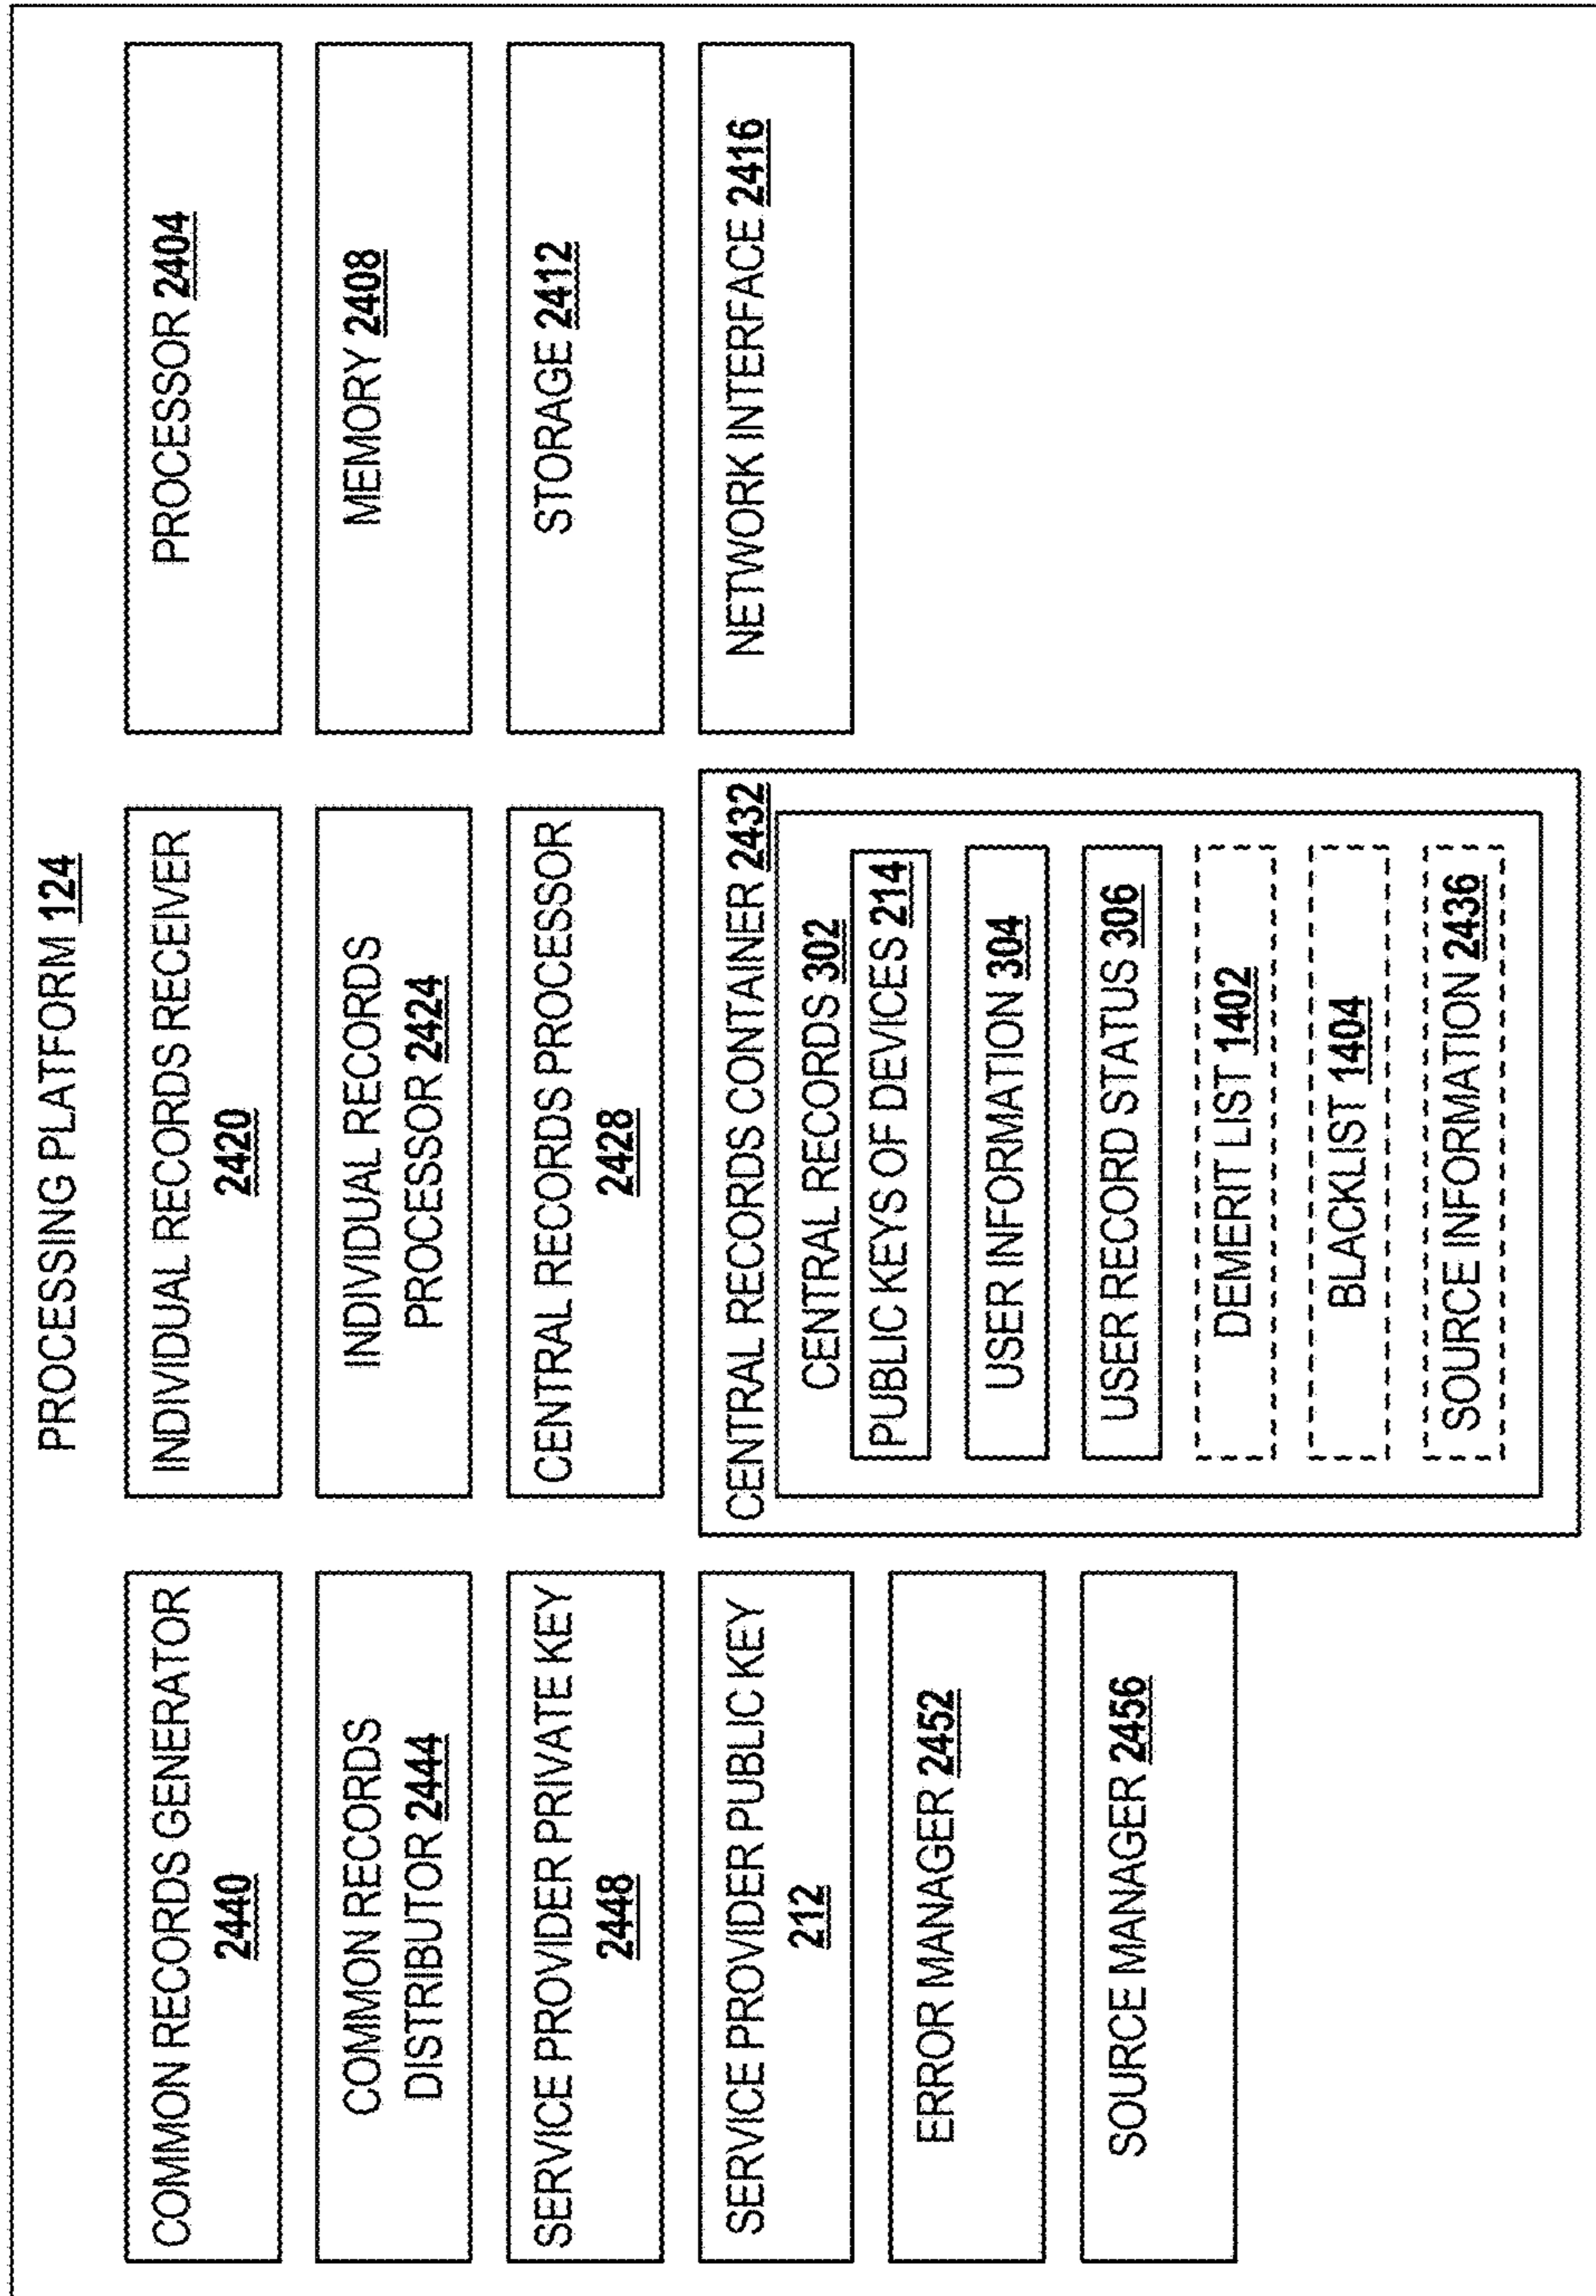 PROCESSING PLATFORM 124
COMMON RECORDS GENERATOR
2440
COMMON RECORDS
DISTRIBUTOR 2444
SERVICE PROVIDER PRIVATE KEY
2448
SERVICE PROVIDER PUBLIC KEY
212
ERROR MANAGER 2452
SOURCE MANAGER 2456
INDIVIDUAL RECORDS RECEIVER
2420
INDIVIDUAL RECORDS
PROCESSOR 2424
CENTRAL RECORDS PROCESSOR
2428
CENTRAL RECORDS CONTAINER 2432
CENTRAL RECORDS 302
PUBLIC KEYS OF DEVICES 214
USER INFORMATION 304
USER RECORD STATUS 306
DEMERIT LIST 1402
BLACKLIST 1404
SOURCE INFORMATION 2436
PROCESSOR 2404
MEMORY 2408
STORAGE 2412
NETWORK INTERFACE 2416